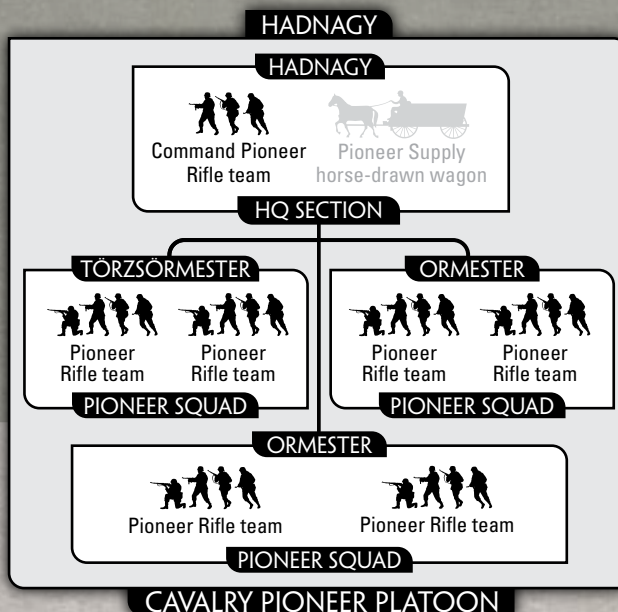 HADNAGY
HADNAGY
Command Pioneer
Rifle team
Pioneer Supply
horse-drawn wagon
HQ SECTION
TÖRZSÖRMESTER
Pioneer
Rifle team
Pioneer
Rifle team
PIONEER SQUAD
ORMESTER
Pioneer
Rifle team
Pioneer
Rifle team
PIONEER SQUAD
ORMESTER
Pioneer Rifle team
Pioneer Rifle team
PIONEER SQUAD
CAVALRY PIONEER PLATOON